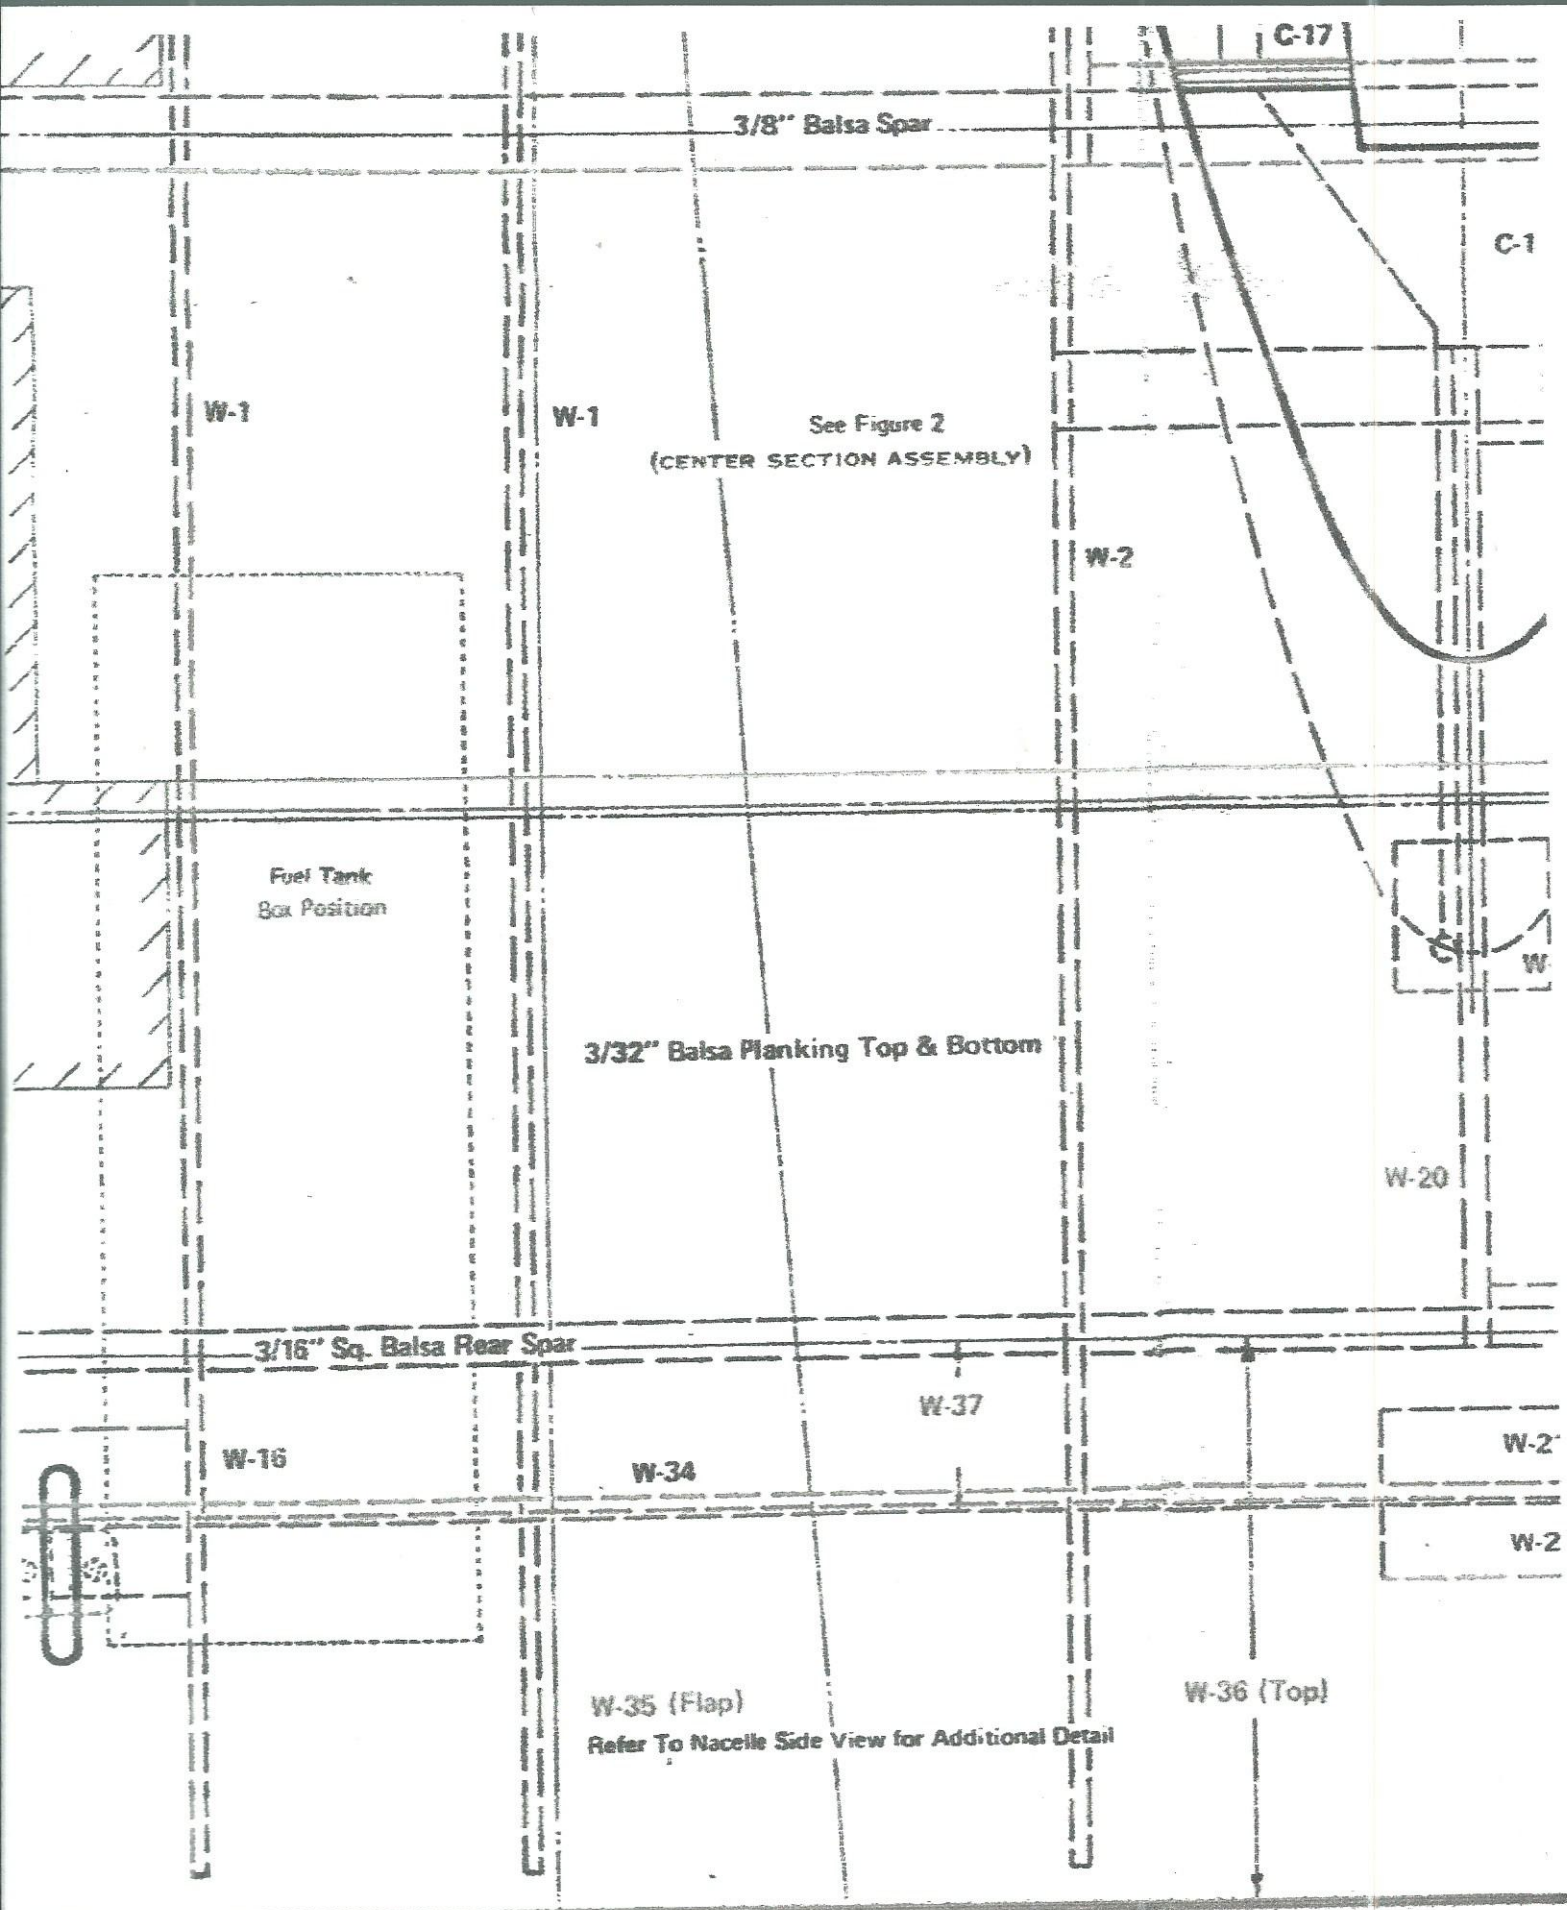 C-17
3/8" Balsa Spar
C-1
W-1
W-1
See Figure 2
(CENTER SECTION ASSEMBLY)
W-2
Fuel Tank
Box Position
W
3/32" Balsa Planking Top & Bottom
W-20
3/16" Sq. Balsa Rear Spar
W-37
W-16
W-34
W-2
W-2
W-35 (Flap)
W-36 (Top)
Refer To Nacelle Side View for Additional Detail